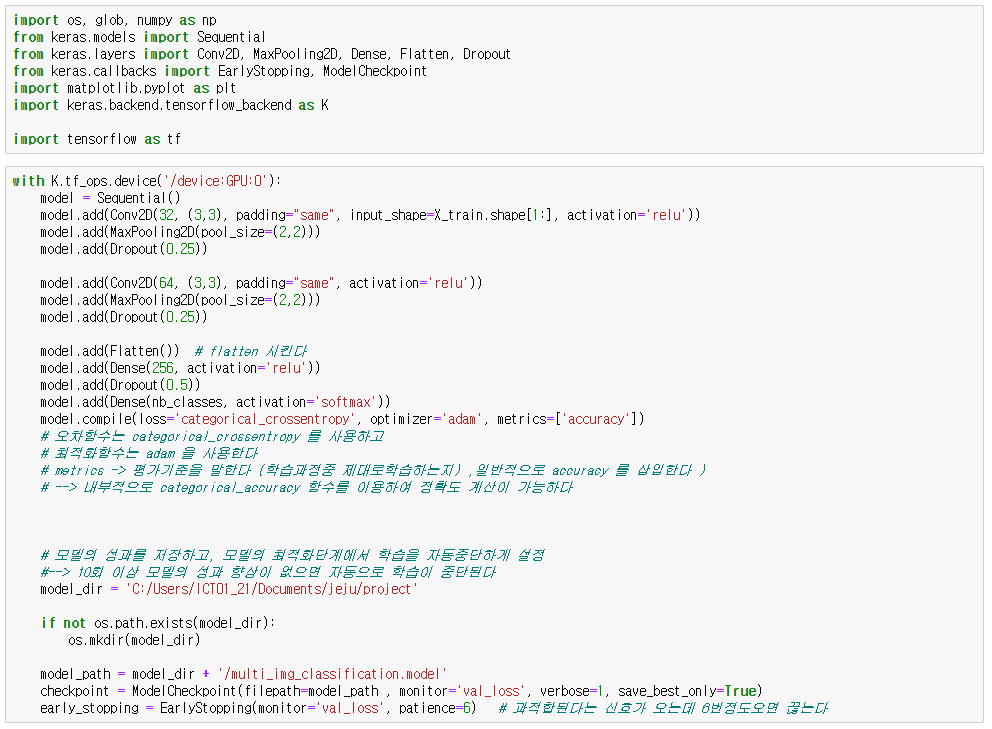 import os, glob, numpy as np
from keras.models import Sequential
from keras.layers import Conv2D, MaxPooling2D, Dense, Flatten, Dropout
from keras.callbacks import EarlyStopping, ModelCheckpoint
import matplotlib.pyplot as plt
import keras.backend.tensorflow_backend as K

import tensorflow as tf

with K.tf_ops.device('/device:GPU:0'):
    model = Sequential()
    model.add(Conv2D(32, (3,3), padding="same", input_shape=X_train.shape[1:], activation='relu'))
    model.add(MaxPooling2D(pool_size=(2,2)))
    model.add(Dropout(0.25))

    model.add(Conv2D(64, (3,3), padding="same", activation='relu'))
    model.add(MaxPooling2D(pool_size=(2,2)))
    model.add(Dropout(0.25))

    model.add(Flatten())  # flatten 시킨다
    model.add(Dense(256, activation='relu'))
    model.add(Dropout(0.5))
    model.add(Dense(nb_classes, activation='softmax'))
    model.compile(loss='categorical_crossentropy', optimizer='adam', metrics=['accuracy'])
    # 오차함수는 categorical_crossentropy 를 사용하고
    # 최적화함수는 adam 을 사용한다
    # metrics -> 평가기준을 말한다 (학습과정중 제대로학습하는지) ,일반적으로 accuracy 를 삽입한다 )
    # --> 내부적으로 categorical_accuracy 함수를 이용하여 정확도 계산이 가능하다

    # 모델의 성과를 저장하고, 모델의 최적화단계에서 학습을 자동중단하게 설정
    #--> 10회 이상 모델의 성과 향상이 없으면 자동으로 학습이 중단된다
    model_dir = 'C:/Users/ICT01_21/Documents/jeju/project'

    if not os.path.exists(model_dir):
        os.mkdir(model_dir)

    model_path = model_dir + '/multi_img_classification.model'
    checkpoint = ModelCheckpoint(filepath=model_path , monitor='val_loss', verbose=1, save_best_only=True)
    early_stopping = EarlyStopping(monitor='val_loss', patience=6)   # 과적합된다는 신호가 오는데 6번정도오면 끊는다